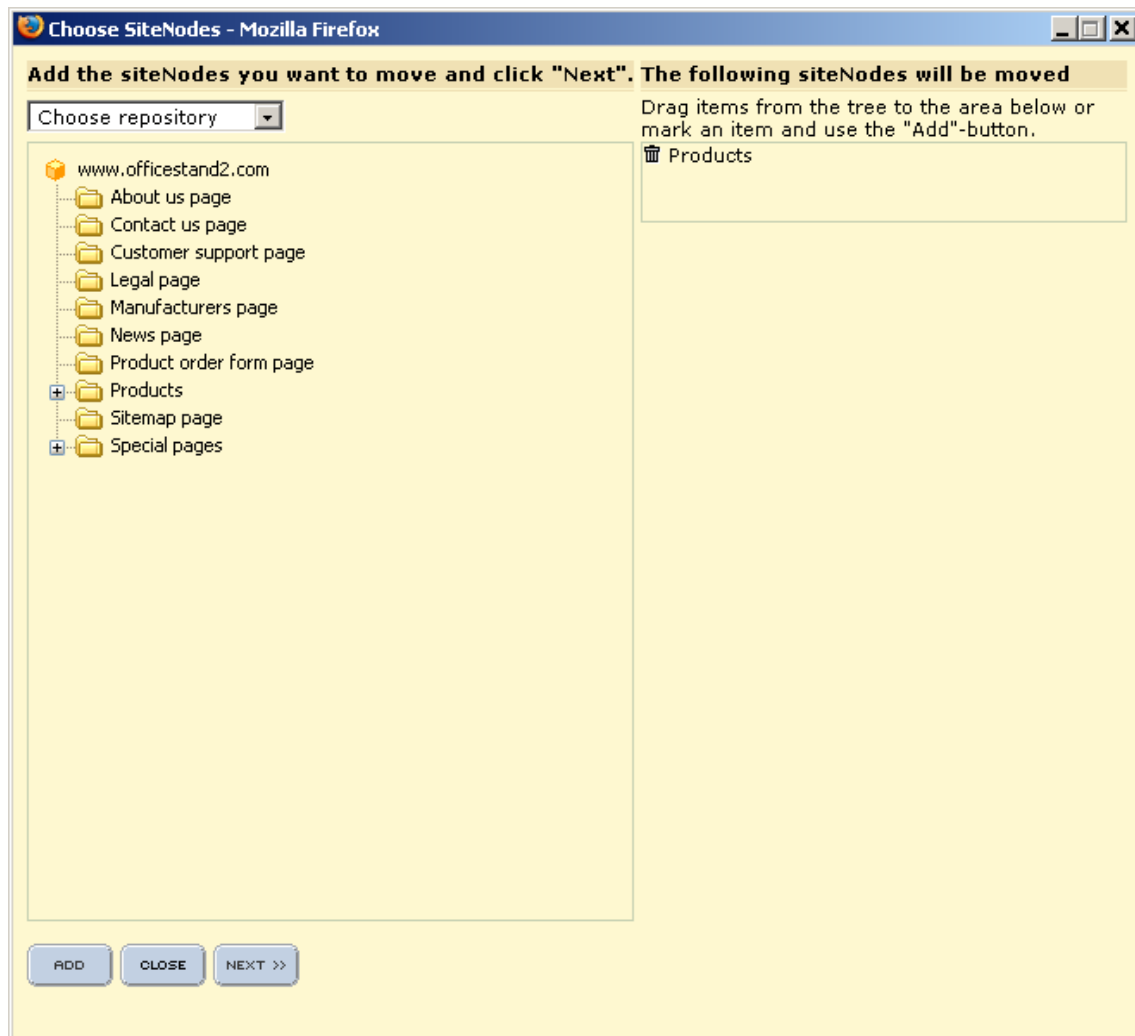 Choose SiteNodes - Mozilla Firefox
Add the siteNodes you want to move and click "Next".
Choose repository
www.officestand2.com
About us page
Contact us page
Customer support page
Legal page
Manufacturers page
News page
Product order form page
Products
Sitemap page
Special pages
The following siteNodes will be moved
Drag items from the tree to the area below or
mark an item and use the "Add"-button.
Products
ADD
CLOSE
NEXT >>